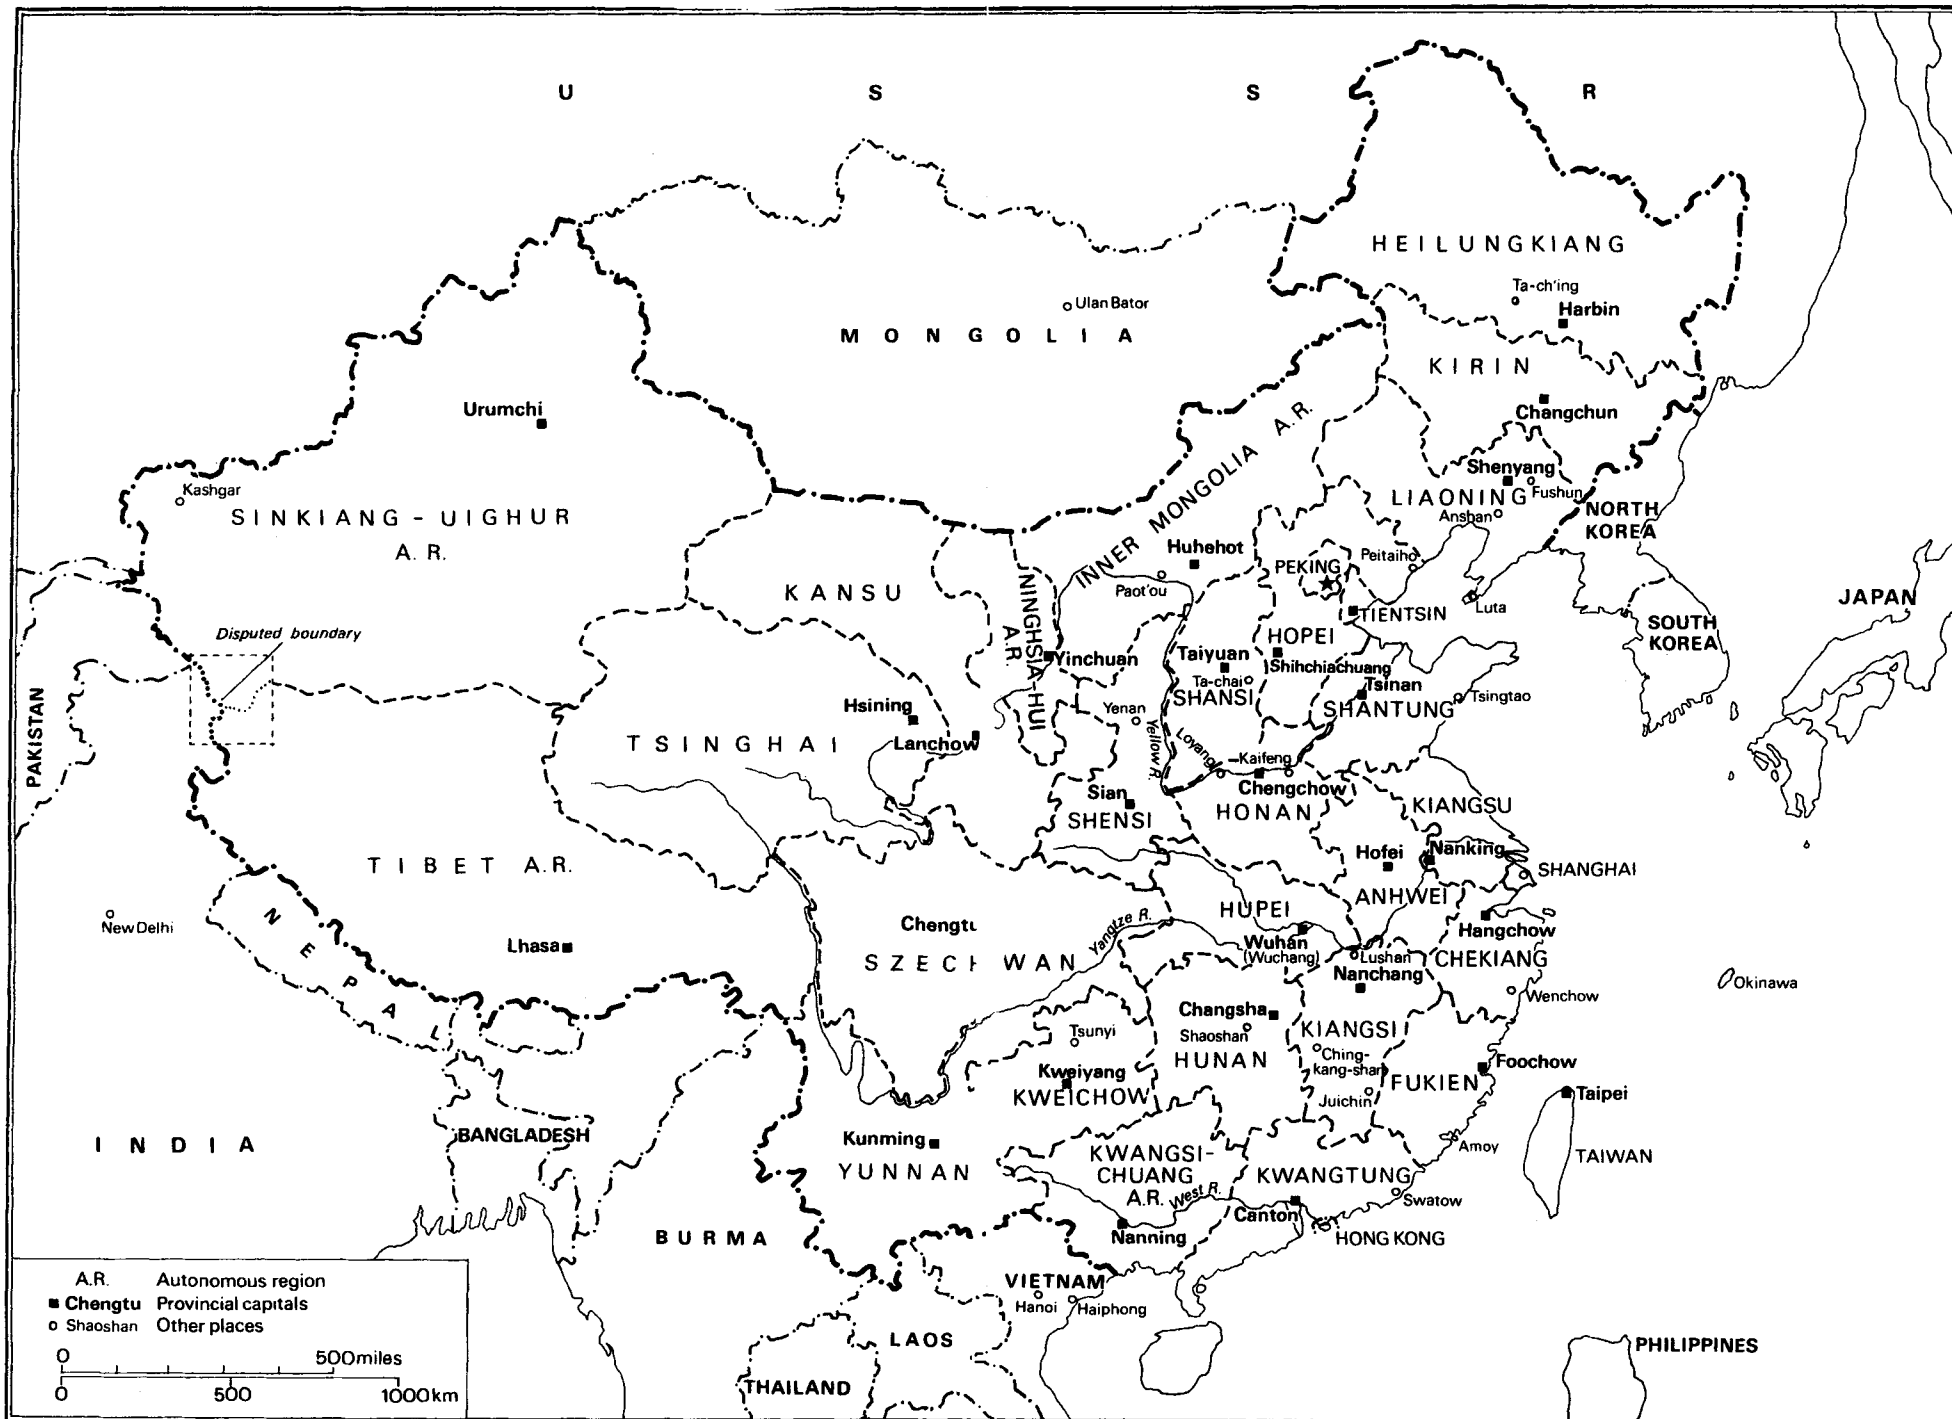 U S S R
HEILUNGKIANG
Ta-ch'ing
Harbin
Ulan Bator
MONGOLIA
KIRIN
Changchun
Urumchi
INNER MONGOLIA A.R.
Shenyang
Fushun
LIAONING
Anshan
NORTH
KOREA
Kashgar
SINKIANG - UIGHUR
A.R.
Huhehot
PEKING
Peitaiho
Paot'ou
KANSU
NINGHSIA-HUI
A.R.
TIENTSIN
Luta
JAPAN
SOUTH
KOREA
Disputed boundary
HOPEI
Yinchuan
Taiyuan
Shihchiachuang
Ta-chai
SHANSI
Tsinan
SHANTUNG
Tsingtao
PAKISTAN
Hsining
Lanchow
TSINGHAI
Yenan
Yellow R.
Loyang
Kaifeng
Chengchow
HONAN
Sian
SHENSI
KIANGSU
Hofei
Nanking
SHANGHAI
ANHWEI
TIBET A.R.
NEPAL
New Delhi
Lhasa
Chengtu
SZECHWAN
Yangtze R.
HUPEI
Wuhan
(Wuchang)
Lushan
Nanchang
Hangchow
CHEKIANG
Wenchow
Okinawa
Changsha
Shaoshan
HUNAN
KIANGSI
Ching-
kang-shan
Juichin
FUKIEN
Foochow
Taipei
TAIWAN
Amoy
Tsunyi
Kweiyang
KWEICHOW
BANGLADESH
INDIA
Kunming
YUNNAN
KWANGSI-
CHUANG
A.R.
West R.
KWANGTUNG
Swatow
Canton
HONG KONG
Nanning
BURMA
VIETNAM
Hanoi
Haiphong
LAOS
THAILAND
PHILIPPINES
A.R. Autonomous region
Chengtu Provincial capitals
Shaoshan Other places
0 500miles
0 500 1000km